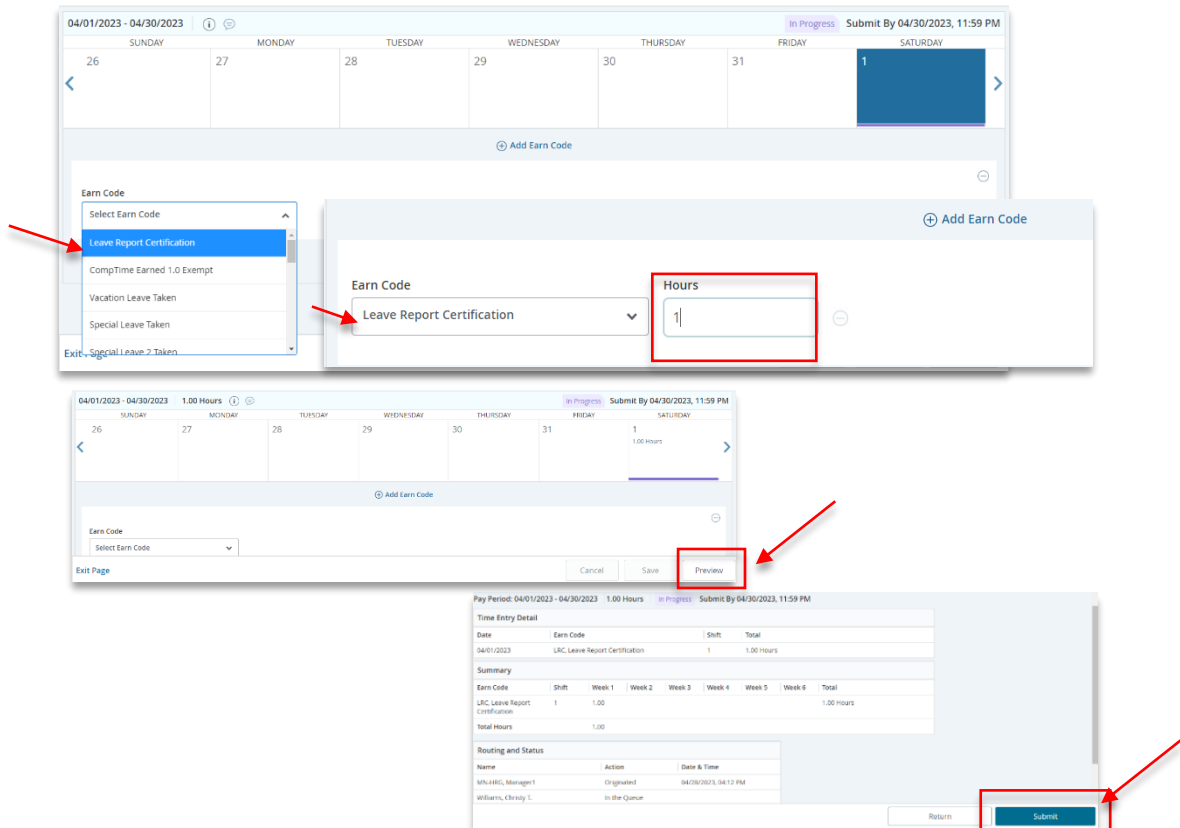 04/01/2023 - 04/30/2023 In Progress Submit By 04/30/2023, 11:59 PM
SUNDAY MONDAY TUESDAY WEDNESDAY THURSDAY FRIDAY SATURDAY
26 27 28 29 30 31 1
Add Earn Code
Earn Code
Select Earn Code
Leave Report Certification
CompTime Earned 1.0 Exempt
Vacation Leave Taken
Special Leave Taken
Special Leave 2 Taken
Exit Page
Add Earn Code
Earn Code Hours
Leave Report Certification 1
04/01/2023 - 04/30/2023 1.00 Hours In Progress Submit By 04/30/2023, 11:59 PM
SUNDAY MONDAY TUESDAY WEDNESDAY THURSDAY FRIDAY SATURDAY
26 27 28 29 30 31 1
1.00 Hours
Add Earn Code
Earn Code
Select Earn Code
Exit Page Cancel Save Preview
Pay Period: 04/01/2023 - 04/30/2023 1.00 Hours In Progress Submit By 04/30/2023, 11:59 PM
Time Entry Detail
Date Earn Code Shift Total
04/01/2023 LRC, Leave Report Certification 1 1.00 Hours
Summary
Earn Code Shift Week 1 Week 2 Week 3 Week 4 Week 5 Week 6 Total
LRC, Leave Report 1 1.00 1.00 Hours
Certification
Total Hours 1.00
Routing and Status
Name Action Date & Time
MN-HRG, Manager1 Originated 04/28/2023, 04:12 PM
Williams, Christy T. In the Queue
Return Submit